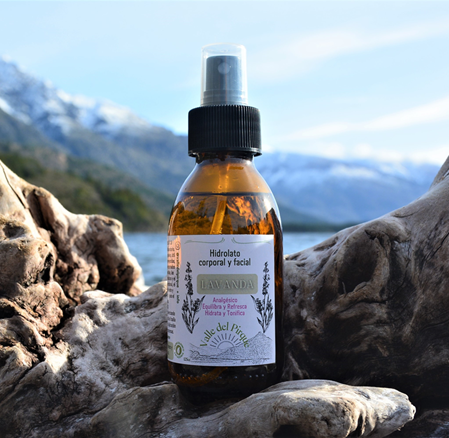 Hidrolato
corporal y facial
LAVANDA
Analgésico
Equilibra y Refresca
Hidrata y Tonifica
Valle del Pirque